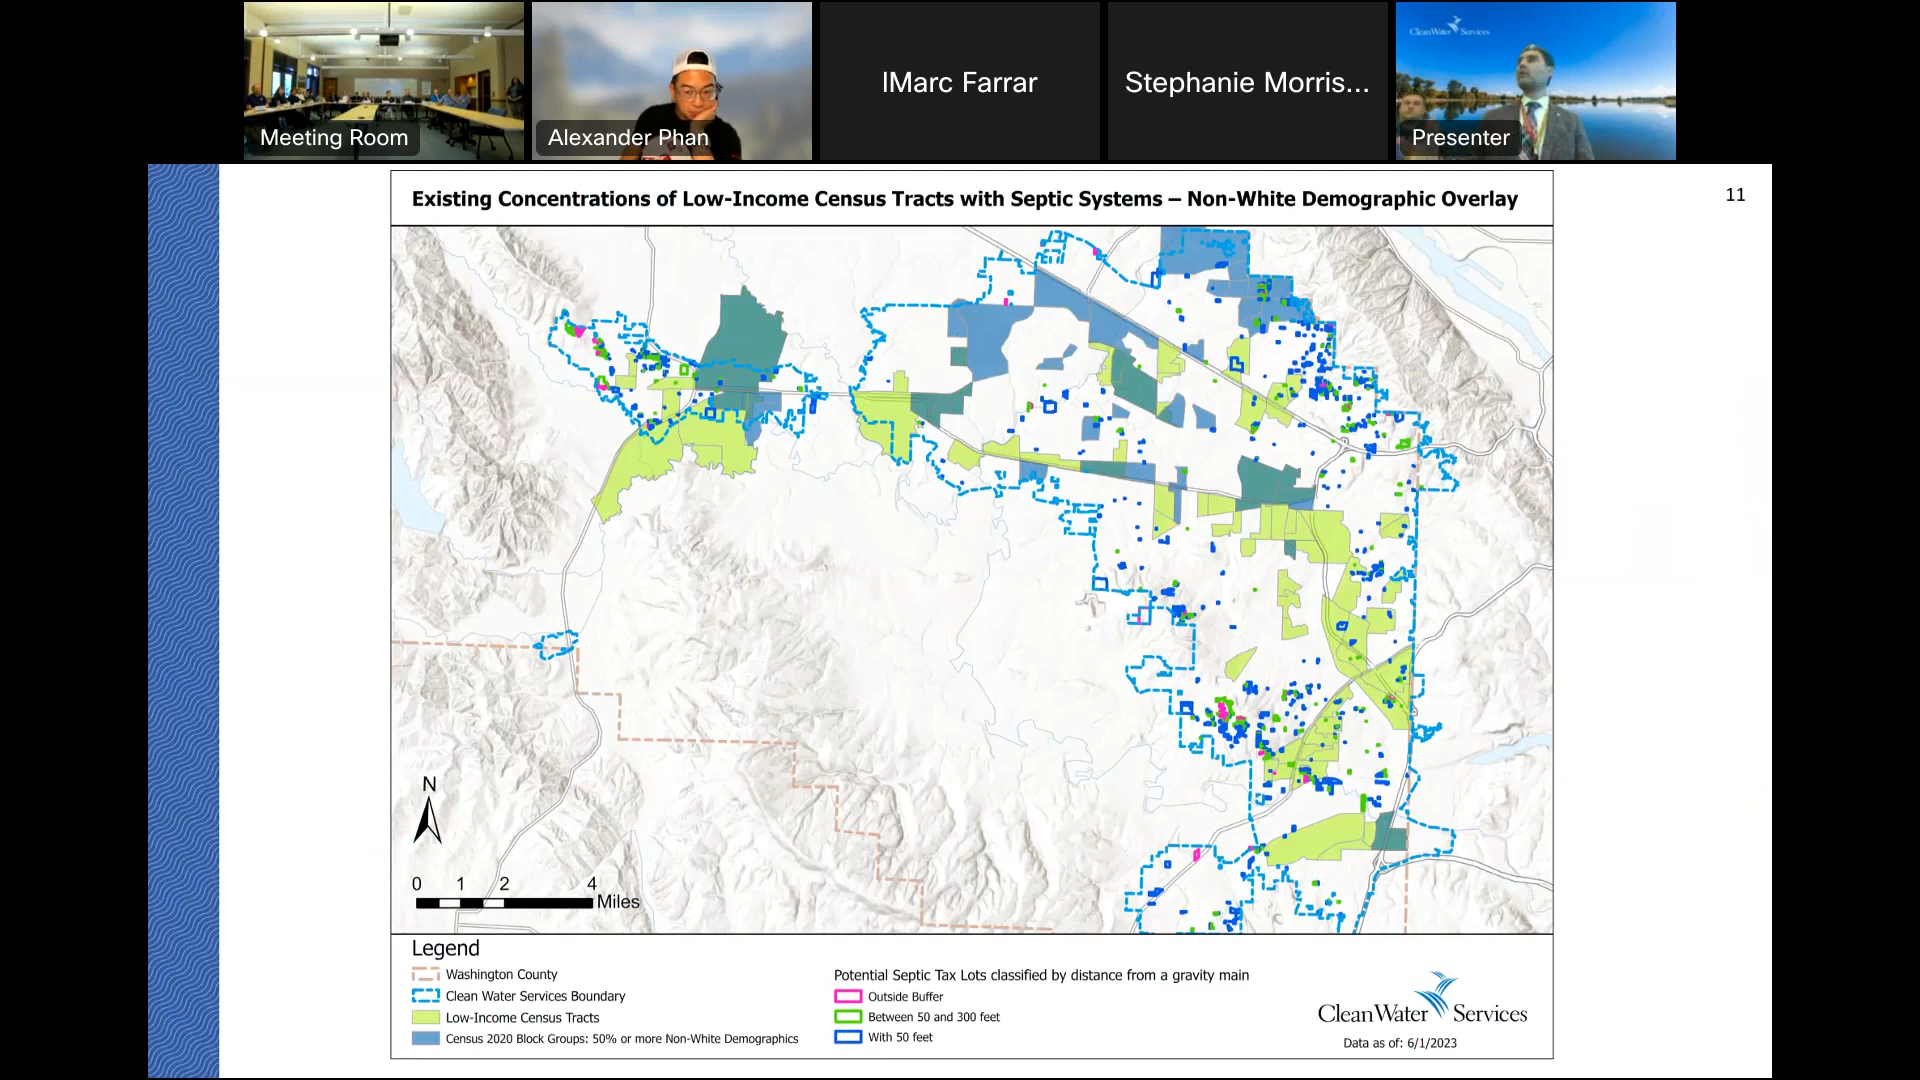 CleanWater Services
Meeting Room
Alexander Phan
IMarc Farrar
Stephanie Morris...
Presenter
11
Existing Concentrations of Low-Income Census Tracts with Septic Systems – Non-White Demographic Overlay
N
0 1 2 4
Miles
Legend
Washington County
Clean Water Services Boundary
Low-Income Census Tracts
Census 2020 Block Groups: 50% or more Non-White Demographics
Potential Septic Tax Lots classified by distance from a gravity main
Outside Buffer
Between 50 and 300 feet
With 50 feet
CleanWater Services
Data as of: 6/1/2023